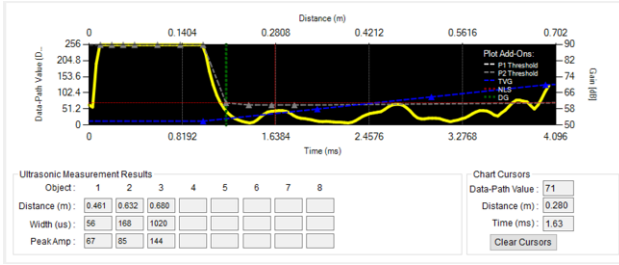 Distance (m)
0 0.1404 0.2808 0.4212 0.5616 0.702
Data-Path Value (D...
256
204.8
153.6
102.4
51.2
0
Plot Add-Ons:
P1 Threshold
P2 Threshold
TVG
NLS
DG
90
82
74
66
58
50
Gain [dB]
0 0.8192 1.6384 2.4576 3.2768 4.096
Time (ms)
Ultrasonic Measurement Results
Object: 1 2 3 4 5 6 7 8
Distance (m): 0.461 0.632 0.680
Width (us): 56 168 1020
Peak Amp: 67 85 144
Chart Cursors
Data-Path Value: 71
Distance (m): 0.280
Time (ms): 1.63
Clear Cursors